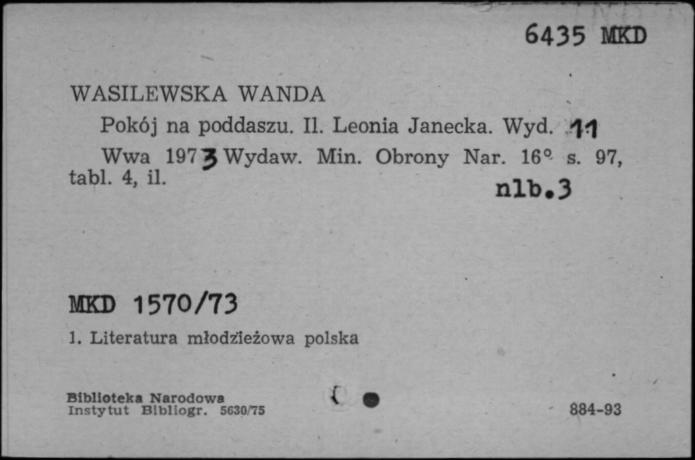 6435 MKD
WASILEWSKA WANDA
Pokój na poddaszu. Il. Leonia Janecka. Wyd. 11
Wwa 1973 Wydaw. Min. Obrony Nar. 16° s. 97,
tabl. 4, il.
nlb.3
MKD 1570/73
1. Literatura młodzieżowa polska
Biblioteka Narodowa
Instytut Bibliogr. 5630/75
884-93